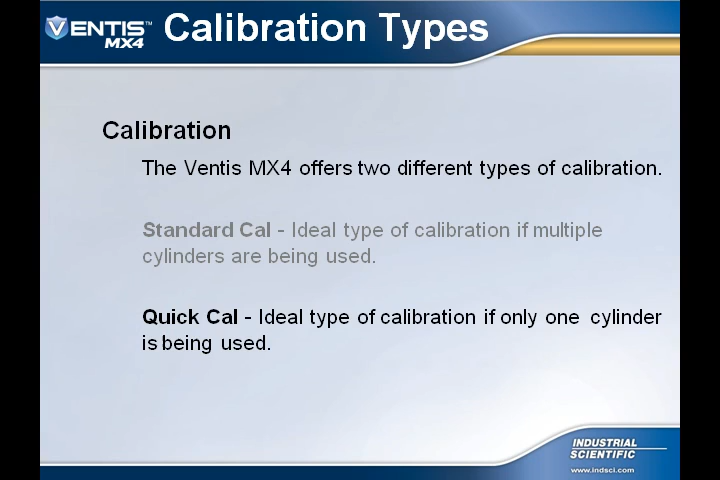 VENTIS™ MX4
Calibration Types
Calibration
The Ventis MX4 offers two different types of calibration.
Standard Cal - Ideal type of calibration if multiple
cylinders are being used.
Quick Cal - Ideal type of calibration if only one cylinder
is being used.
INDUSTRIAL
SCIENTIFIC
www.indsci.com